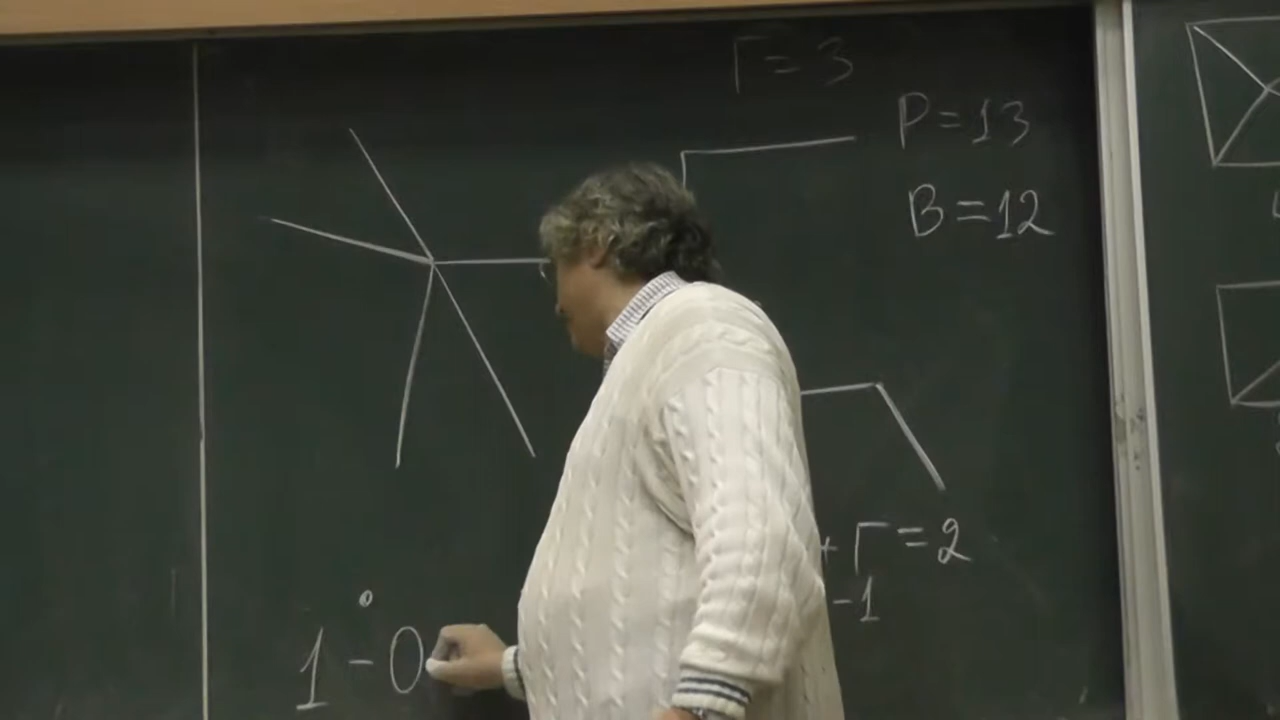 Г = 3
P = 13
B = 12
+ Г = 2
- 1
1 - 0